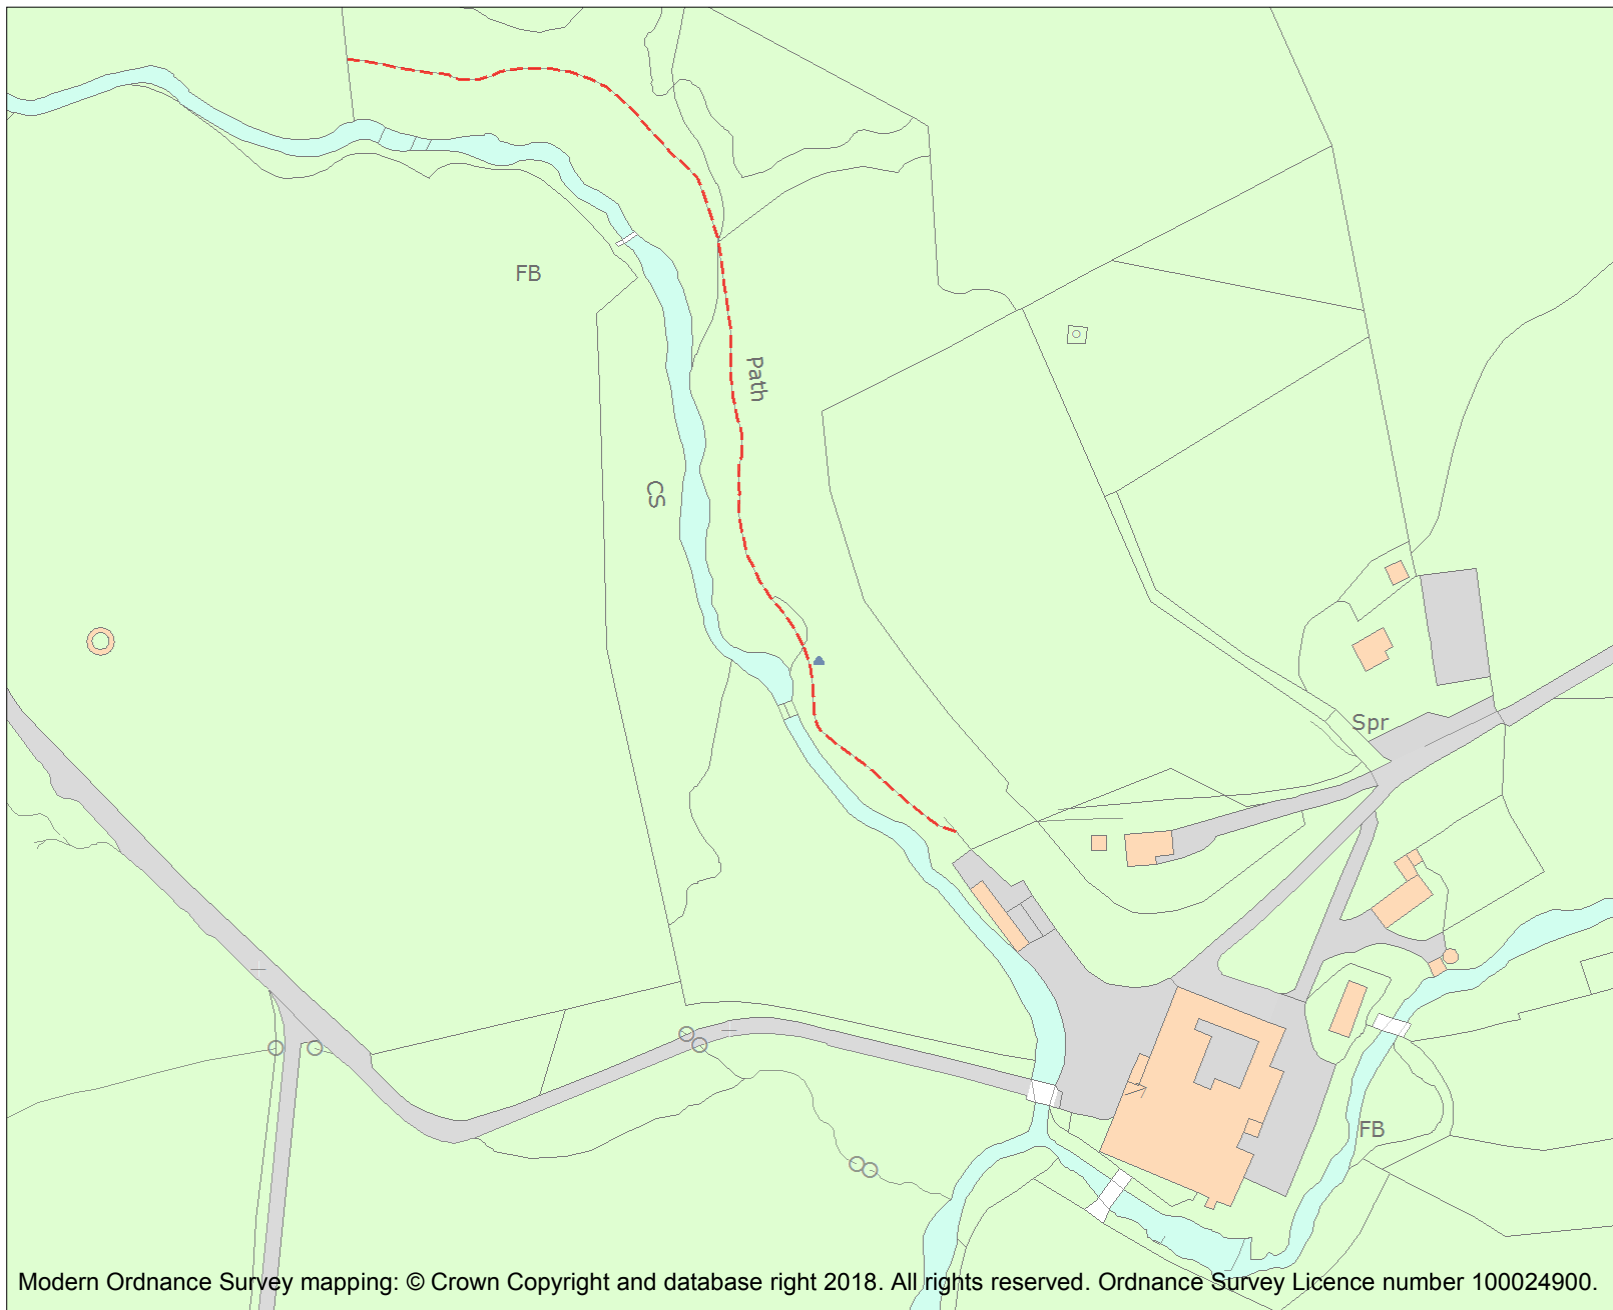 FB
Path
CS
Spr
FB
Modern Ordnance Survey mapping: © Crown Copyright and database right 2018. All rights reserved. Ordnance Survey Licence number 100024900.